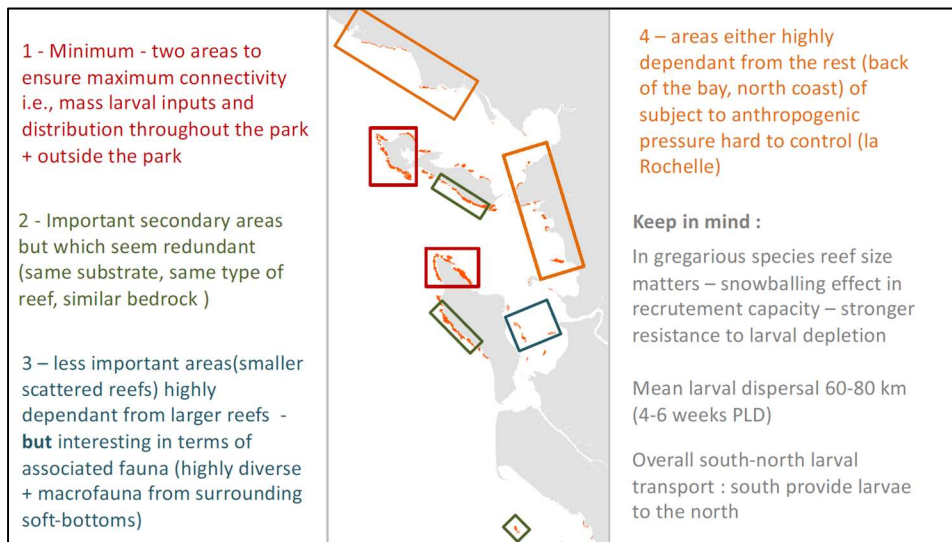 1 - Minimum - two areas to
ensure maximum connectivity
i.e., mass larval inputs and
distribution throughout the park
+ outside the park
2 - Important secondary areas
but which seem redundant
(same substrate, same type of
reef, similar bedrock )
3 – less important areas(smaller
scattered reefs) highly
dependant from larger reefs -
but interesting in terms of
associated fauna (highly diverse
+ macrofauna from surrounding
soft-bottoms)
4 – areas either highly
dependant from the rest (back
of the bay, north coast) of
subject to anthropogenic
pressure hard to control (la
Rochelle)
Keep in mind :
In gregarious species reef size
matters – snowballing effect in
recrutement capacity – stronger
resistance to larval depletion
Mean larval dispersal 60-80 km
(4-6 weeks PLD)
Overall south-north larval
transport : south provide larvae
to the north